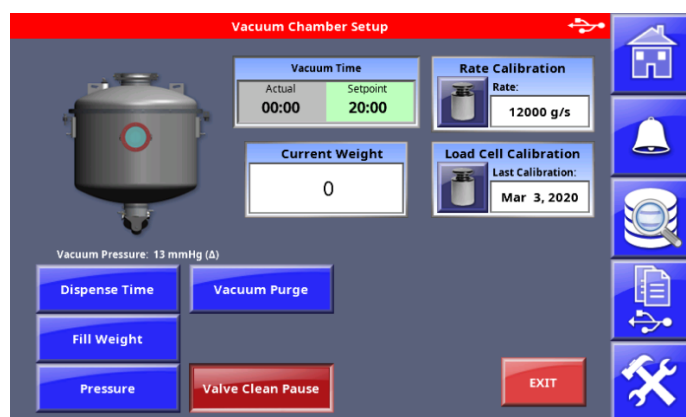 Vacuum Chamber Setup
Vacuum Time
Actual
Setpoint
00:00
20:00
Rate Calibration
Rate:
12000 g/s
Current Weight
0
Load Cell Calibration
Last Calibration:
Mar 3, 2020
Vacuum Pressure: 13 mmHg (Δ)
Dispense Time
Vacuum Purge
Fill Weight
Pressure
Valve Clean Pause
EXIT